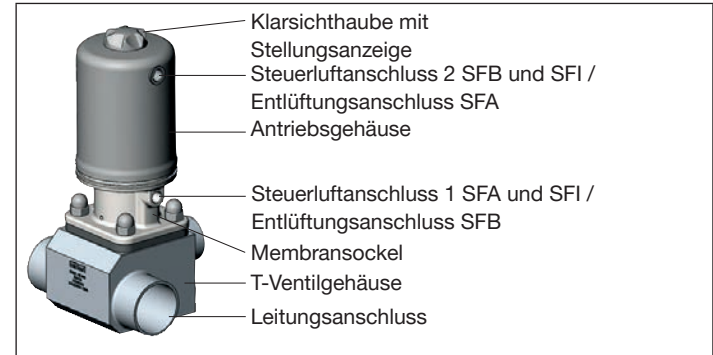 Klarsichthaube mit
Stellungsanzeige
Steuerluftanschluss 2 SFB und SFI /
Entlüftungsanschluss SFA
Antriebsgehäuse
Steuerluftanschluss 1 SFA und SFI /
Entlüftungsanschluss SFB
Membransockel
T-Ventilgehäuse
Leitungsanschluss